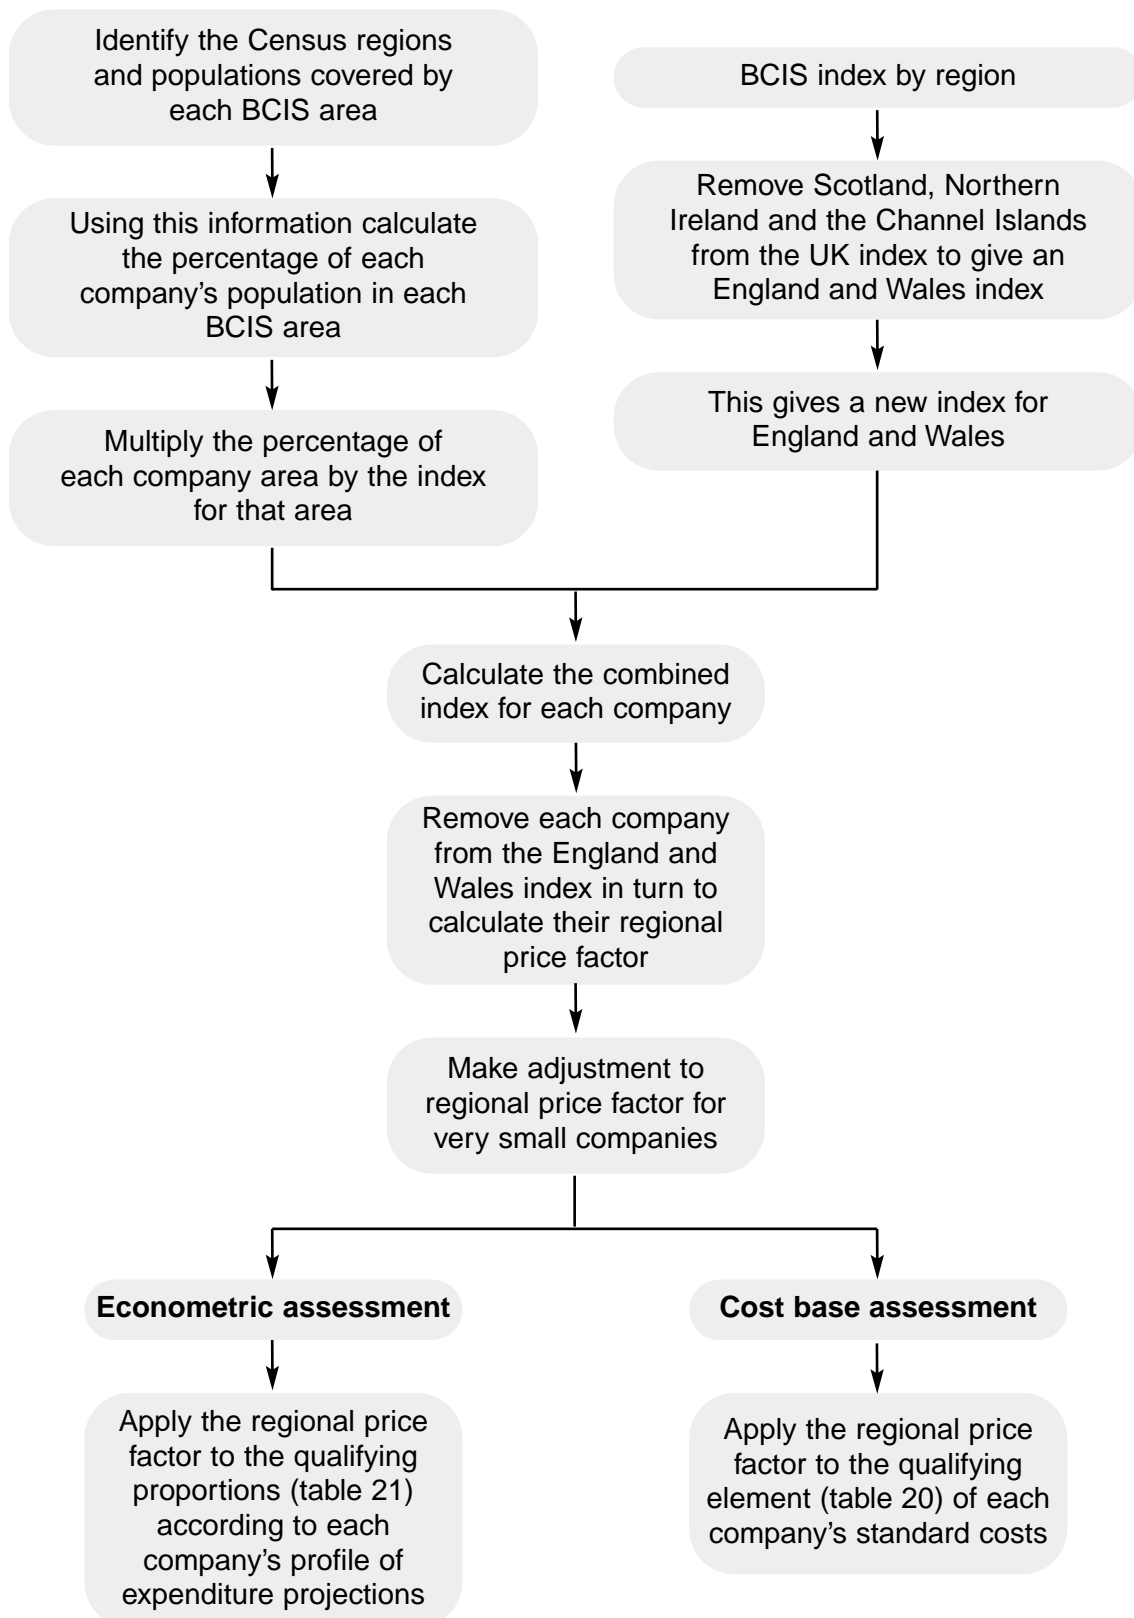 Identify the Census regions
and populations covered by
each BCIS area
BCIS index by region
Using this information calculate
the percentage of each
company’s population in each
BCIS area
Remove Scotland, Northern
Ireland and the Channel Islands
from the UK index to give an
England and Wales index
Multiply the percentage of
each company area by the index
for that area
This gives a new index for
England and Wales
Calculate the combined
index for each company
Remove each company
from the England and
Wales index in turn to
calculate their regional
price factor
Make adjustment to
regional price factor for
very small companies
Econometric assessment
Cost base assessment
Apply the regional price
factor to the qualifying
proportions (table 21)
according to each
company’s profile of
expenditure projections
Apply the regional price
factor to the qualifying
element (table 20) of each
company’s standard costs